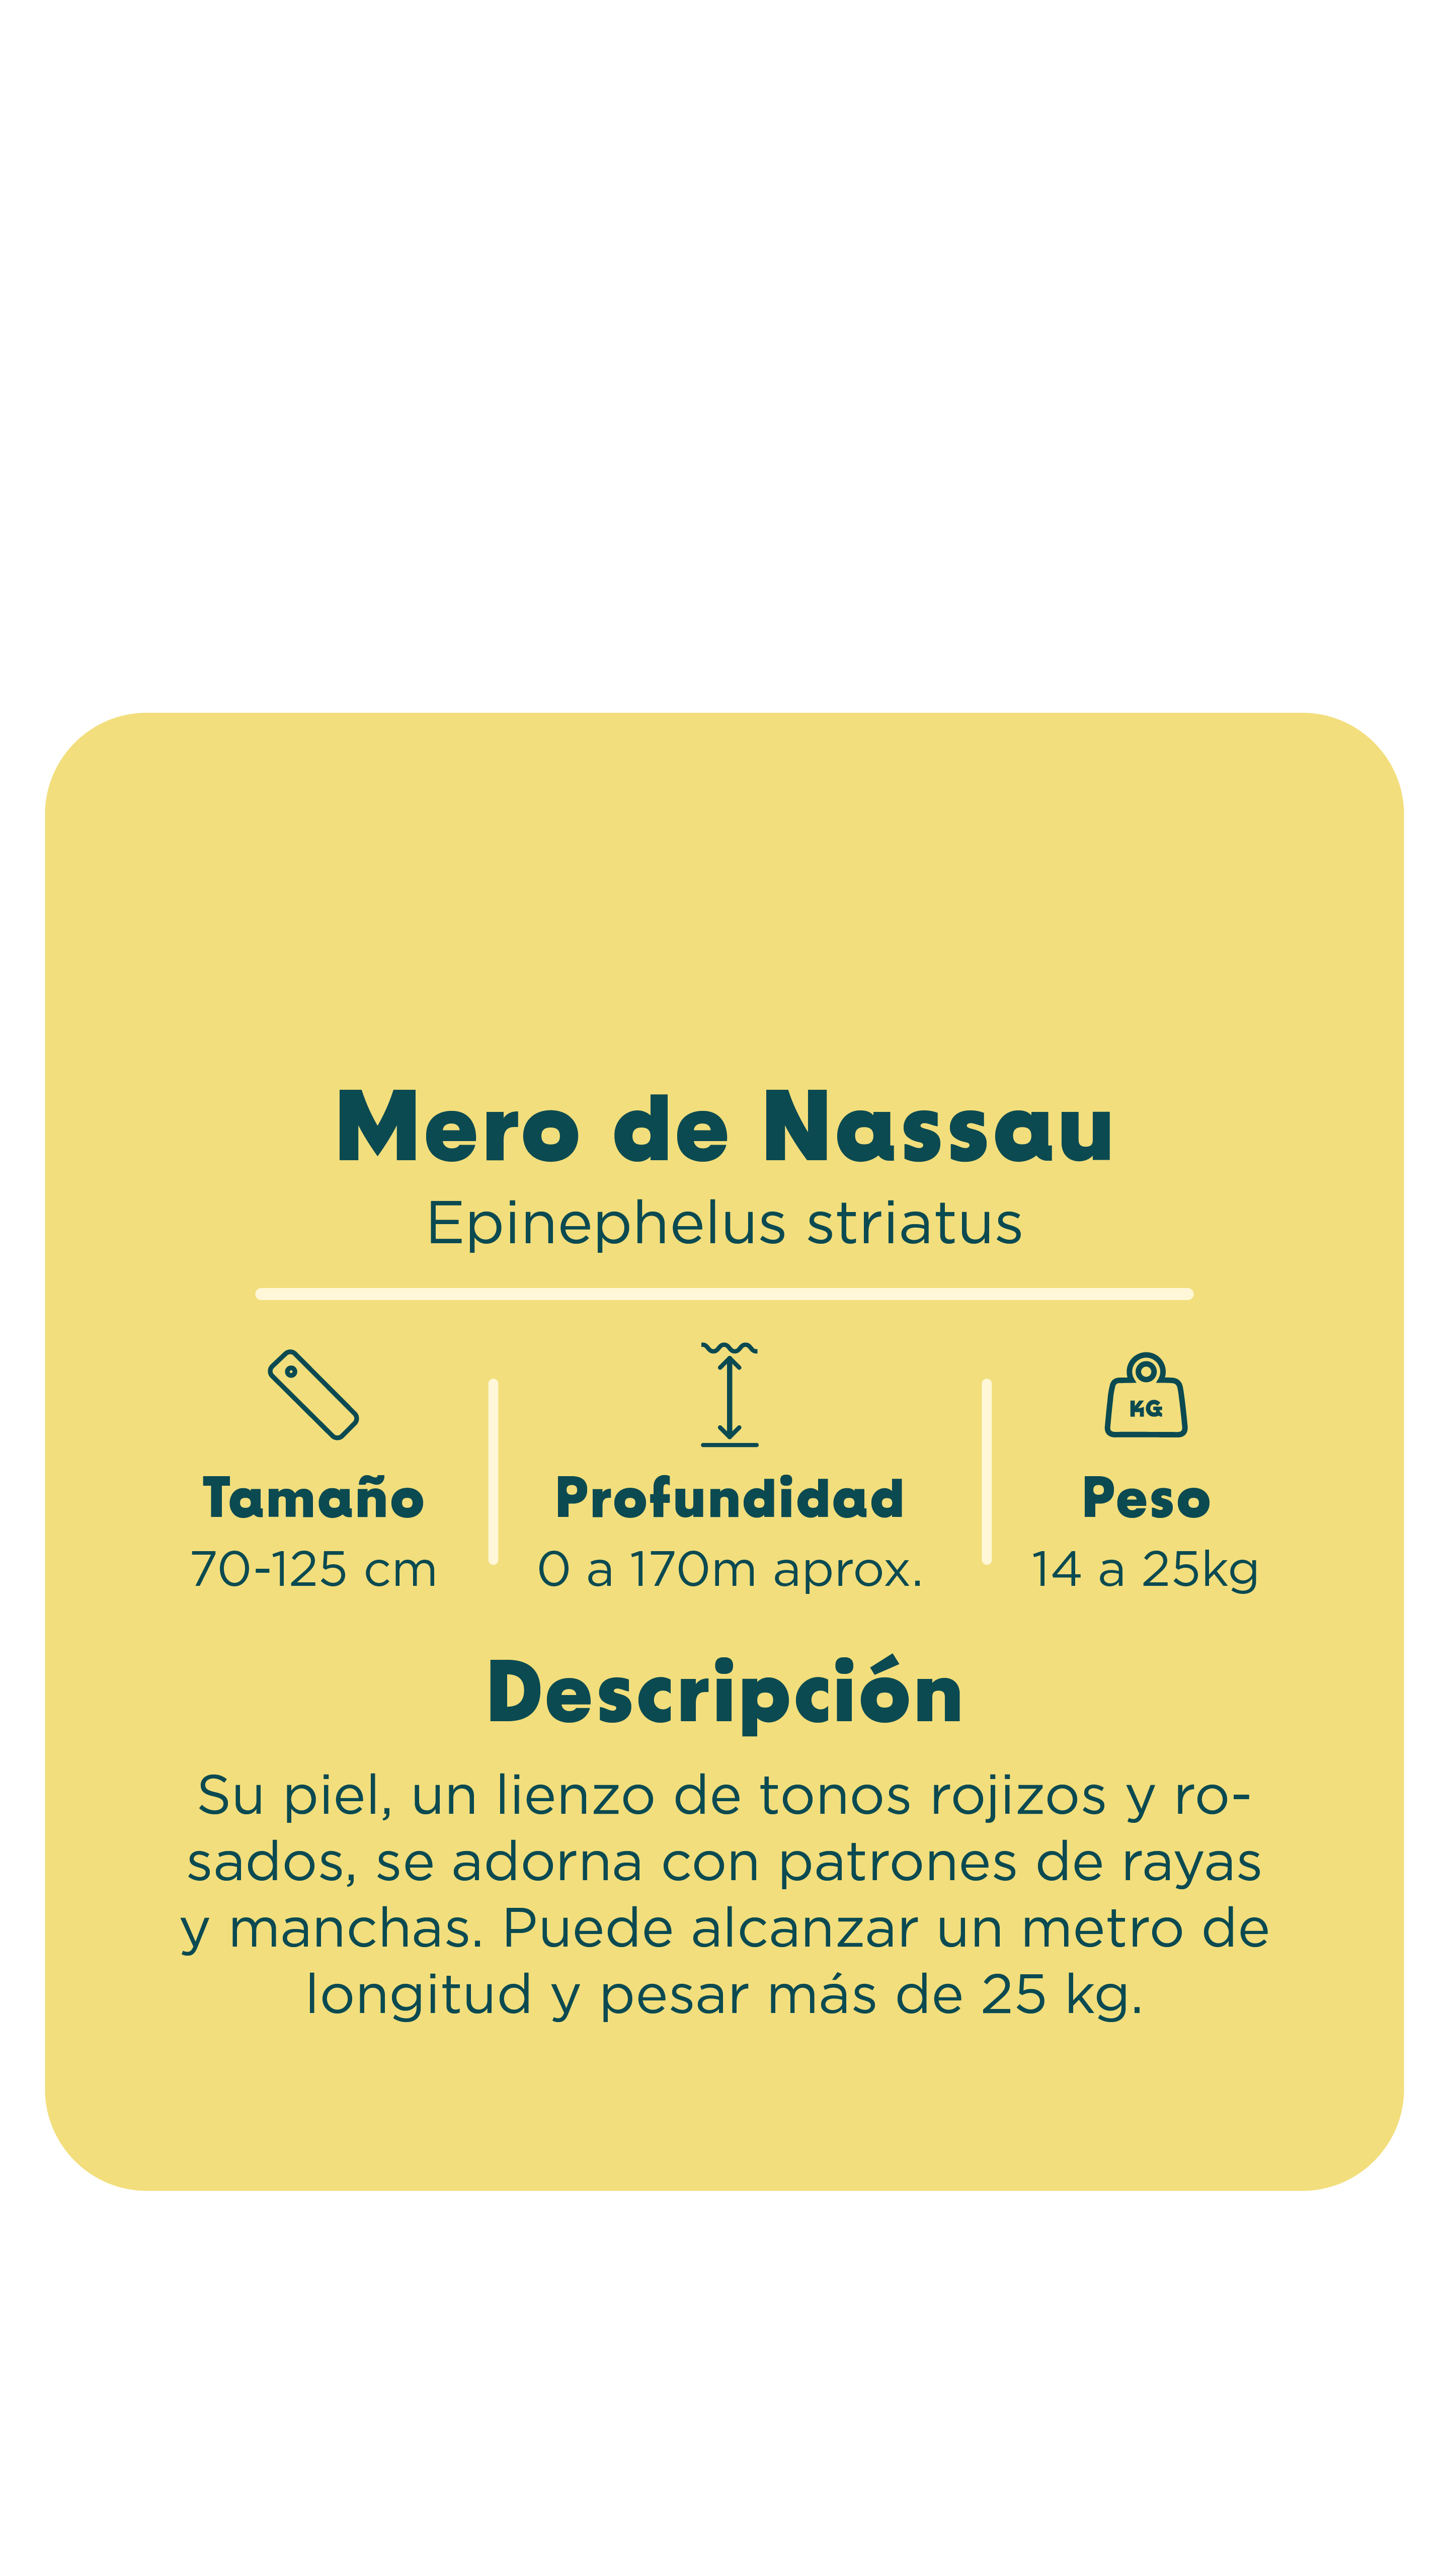 Mero de Nassau
Epinephelus striatus
KG
Tamaño
Profundidad
Peso
70-125 cm
0 a 170m aprox.
14 a 25kg
Descripción
Su piel, un lienzo de tonos rojizos y ro-
sados, se adorna con patrones de rayas
y manchas. Puede alcanzar un metro de
longitud y pesar más de 25 kg.